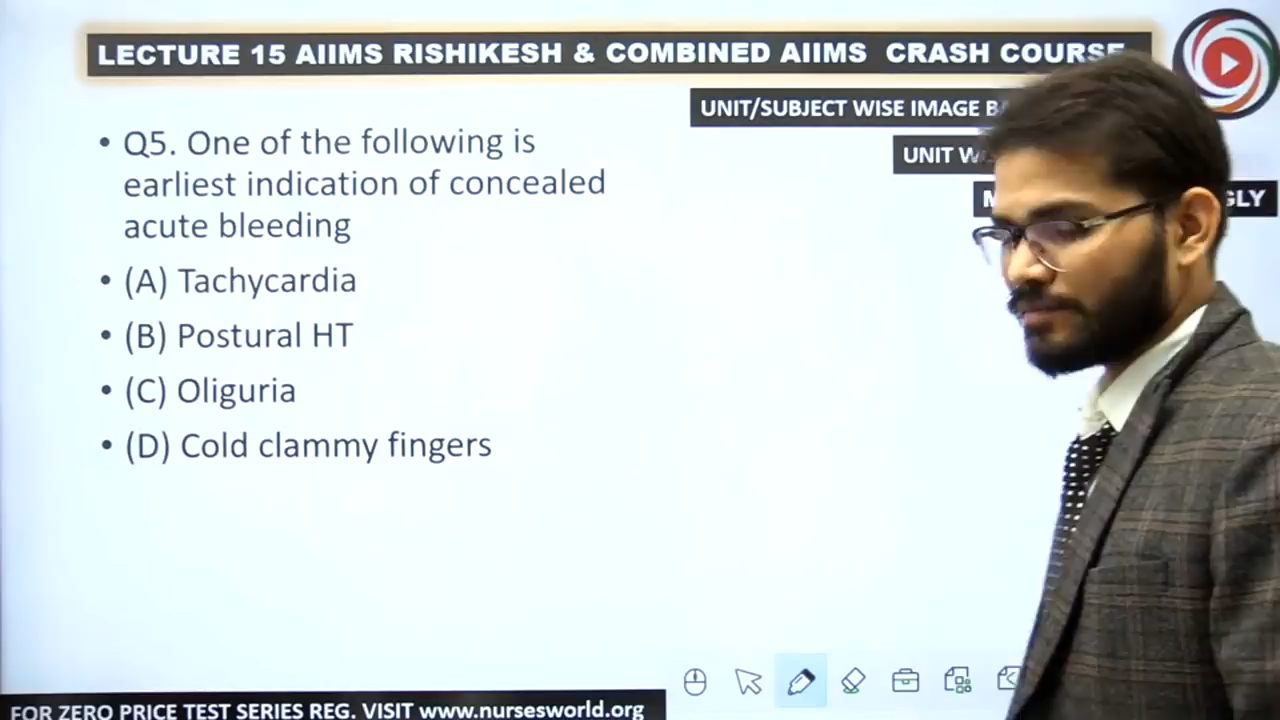 LECTURE 15 AIIMS RISHIKESH & COMBINED AIIMS CRASH COURSE
UNIT/SUBJECT WISE IMAGE
UNIT
• Q5. One of the following is
earliest indication of concealed
acute bleeding
• (A) Tachycardia
• (B) Postural HT
• (C) Oliguria
• (D) Cold clammy fingers
FOR ZERO PRICE TEST SERIES REG. VISIT www.nursesworld.org